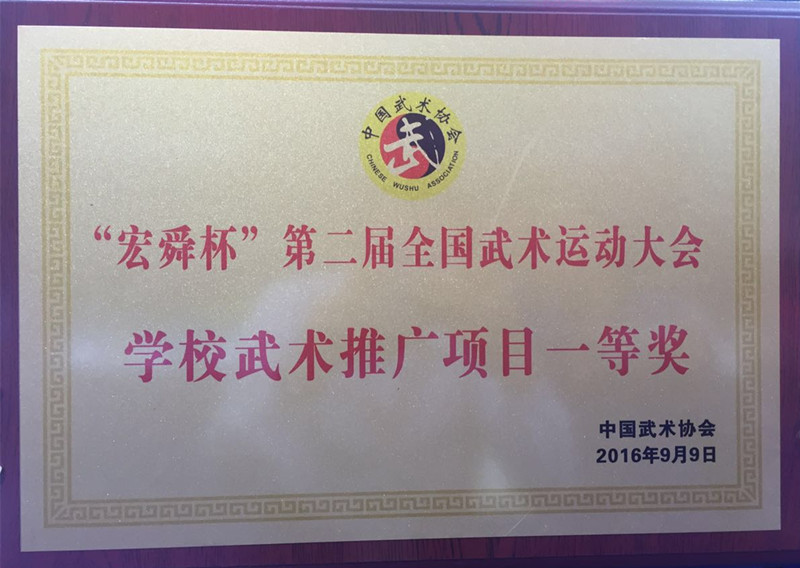 中国武术协会
武
CHINESE WUSHU ASSOCIATION
“宏舜杯”第二届全国武术运动大会
学校武术推广项目一等奖
中国武术协会
2016年9月9日